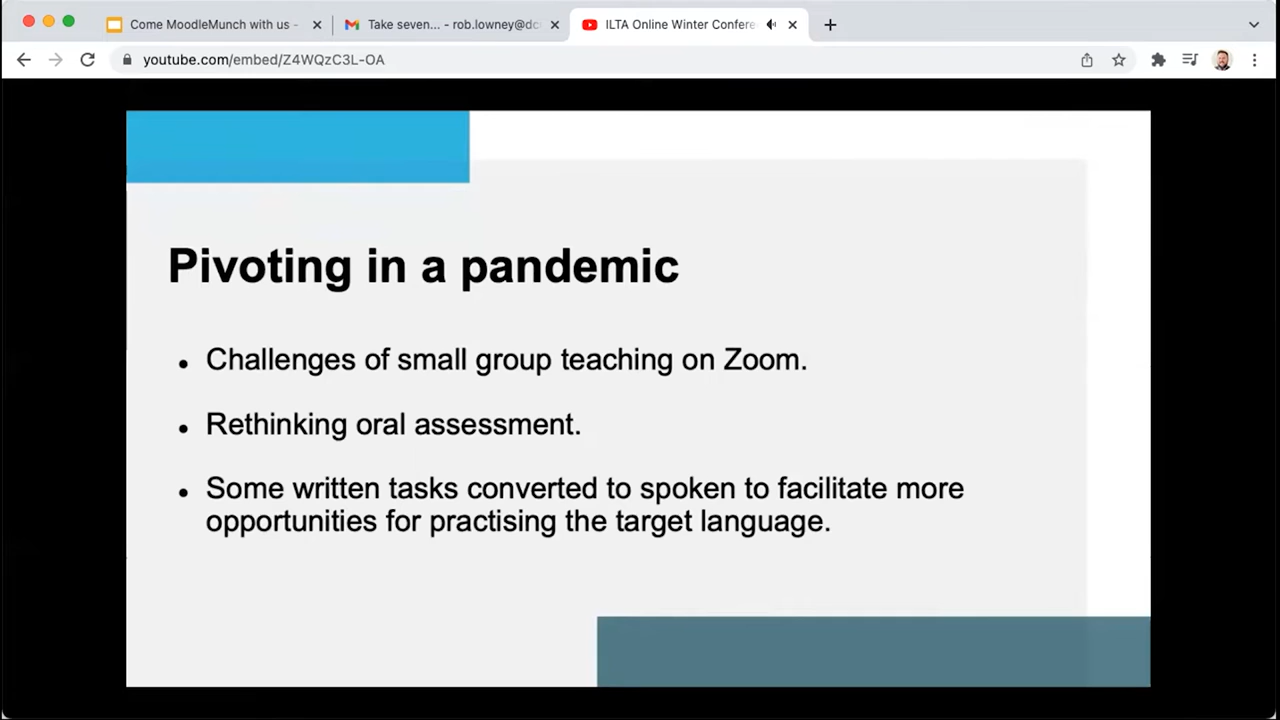 Come MoodleMunch with us -
Take seven... - rob.lowney@dc
ILTA Online Winter Confere
youtube.com/embed/Z4WQzC3L-OA
Pivoting in a pandemic
• Challenges of small group teaching on Zoom.
• Rethinking oral assessment.
• Some written tasks converted to spoken to facilitate more
opportunities for practising the target language.